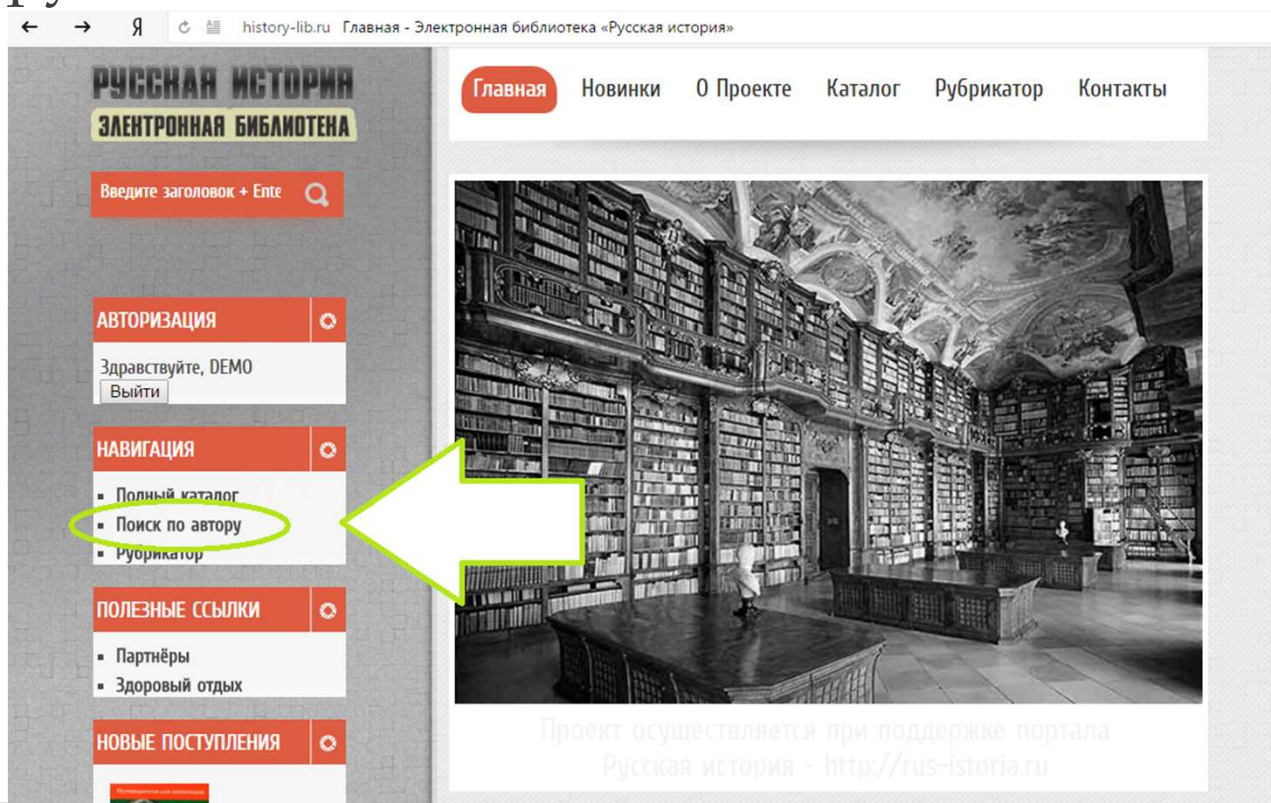 history-lib.ru Главная - Электронная библиотека «Русская история»
РУССКАЯ ИСТОРИЯ
ЭЛЕКТРОННАЯ БИБЛИОТЕКА
Главная Новинки О Проекте Каталог Рубрикатор Контакты
Введите заголовок + Ente
АВТОРИЗАЦИЯ
Здравствуйте, DEMO
Выйти
НАВИГАЦИЯ
Полный каталог
Поиск по автору
Рубрикатор
ПОЛЕЗНЫЕ ССЫЛКИ
Партнёры
Здоровый отдых
НОВЫЕ ПОСТУПЛЕНИЯ
Проект осуществляется при поддержке портала
Русская история - http://rus-istoria.ru